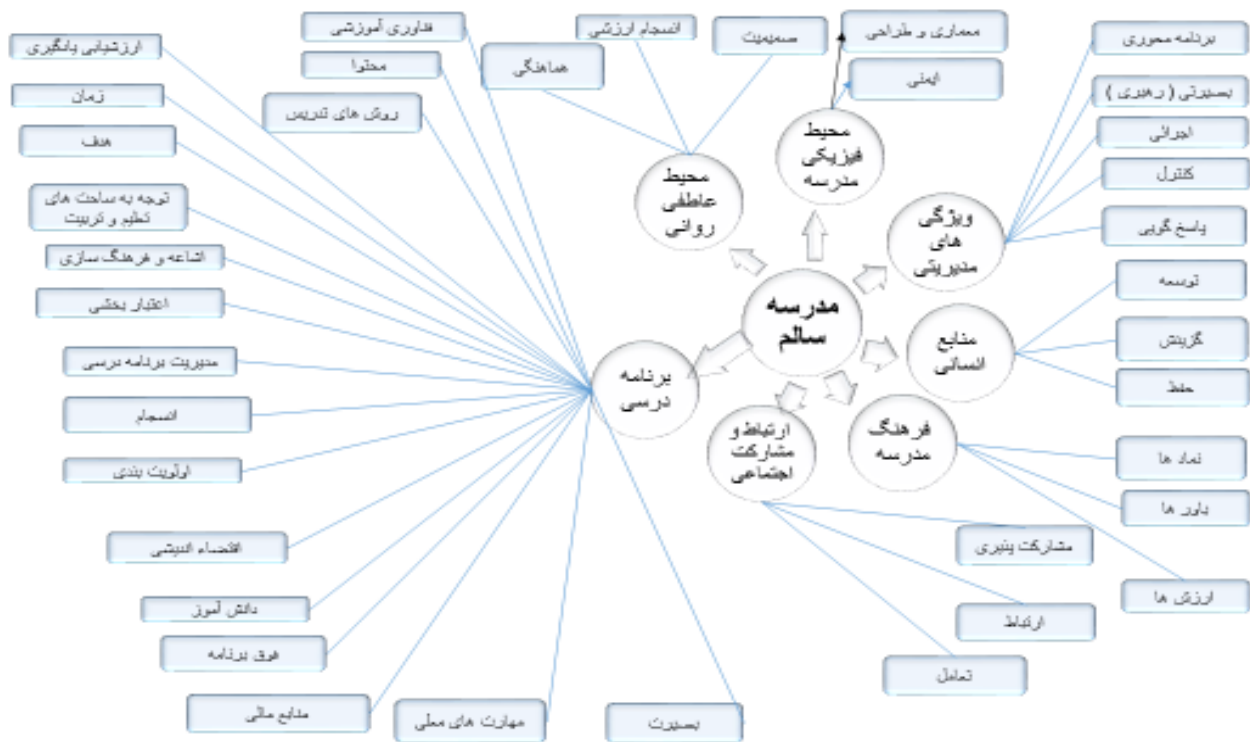 فناوری آموزشی
محتوا
روش های تدریس
ارزشیابی یادگیری
زمان
هدف
توجه به ساحت های
تعلیم و تربیت
اشاعه و فرهنگ سازی
اعتبار بخشی
مدیریت برنامه درسی
انسجام
اولویت بندی
اقتضاء اندیشی
دانش آموز
فوق برنامه
منابع مالی
مهارت های معلمی
بصیرت
انسجام ارزشی
هماهنگی
صمیمیت
معماری و طراحی
ایمنی
برنامه محوری
بصیرتی ( رهبری )
اجرائی
کنترل
پاسخ گویی
توسعه
گزینش
حفظ
نماد ها
باور ها
ارزش ها
مشارکت پذیری
ارتباط
تعامل
محیط
فیزیکی
مدرسه
محیط
عاطفی
روانی
ویژگی
های
مدیریتی
مدرسه
سالم
منابع
انسانی
برنامه
درسی
ارتباط و
مشارکت
اجتماعی
فرهنگ
مدرسه